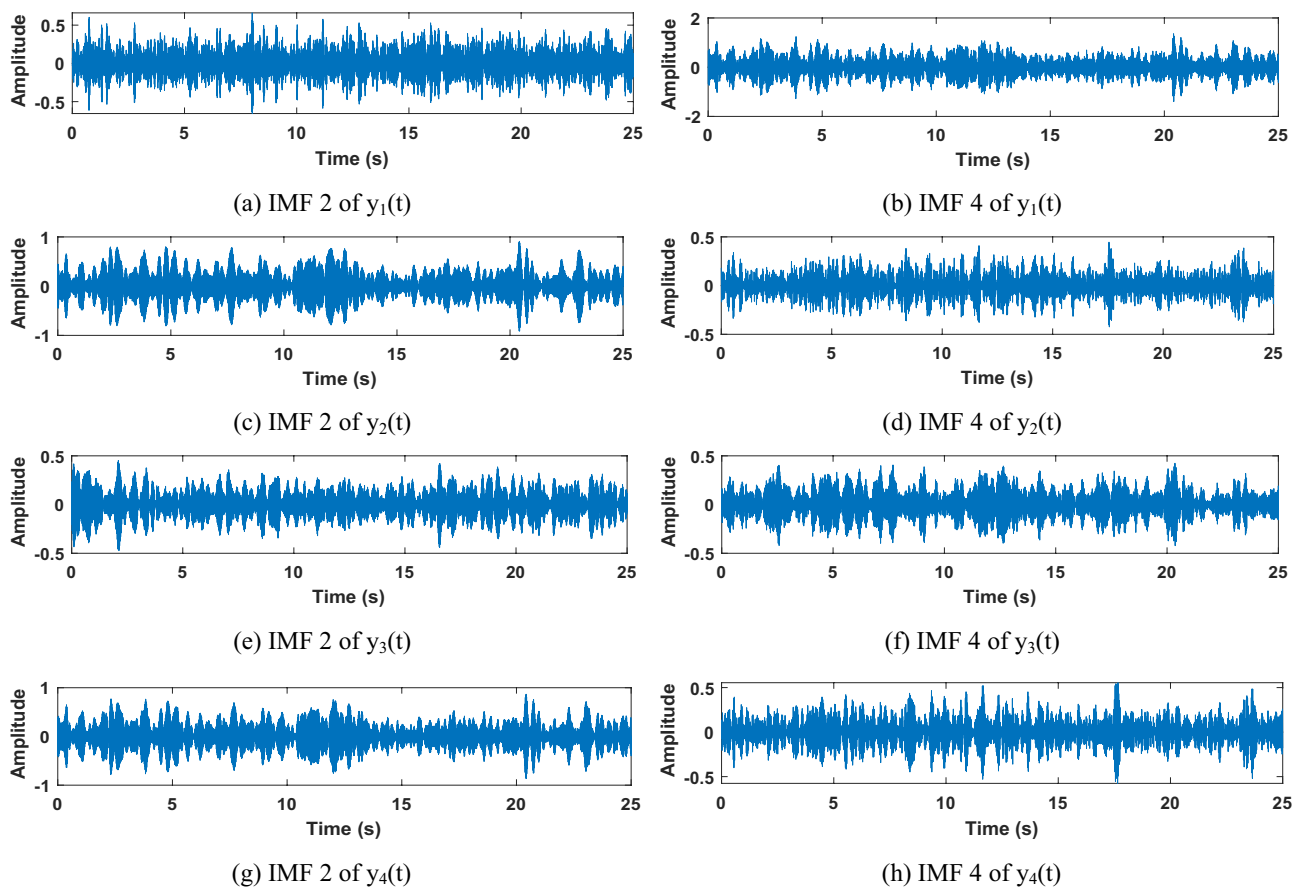 Amplitude
0.5
0
-0.5
0 5 10 15 20 25
Time (s)
(a) IMF 2 of y₁(t)
Amplitude
2
0
-2
0 5 10 15 20 25
Time (s)
(b) IMF 4 of y₁(t)
Amplitude
1
0
-1
0 5 10 15 20 25
Time (s)
(c) IMF 2 of y₂(t)
Amplitude
0.5
0
-0.5
0 5 10 15 20 25
Time (s)
(d) IMF 4 of y₂(t)
Amplitude
0.5
0
-0.5
0 5 10 15 20 25
Time (s)
(e) IMF 2 of y₃(t)
Amplitude
0.5
0
-0.5
0 5 10 15 20 25
Time (s)
(f) IMF 4 of y₃(t)
Amplitude
1
0
-1
0 5 10 15 20 25
Time (s)
(g) IMF 2 of y₄(t)
Amplitude
0.5
0
-0.5
0 5 10 15 20 25
Time (s)
(h) IMF 4 of y₄(t)